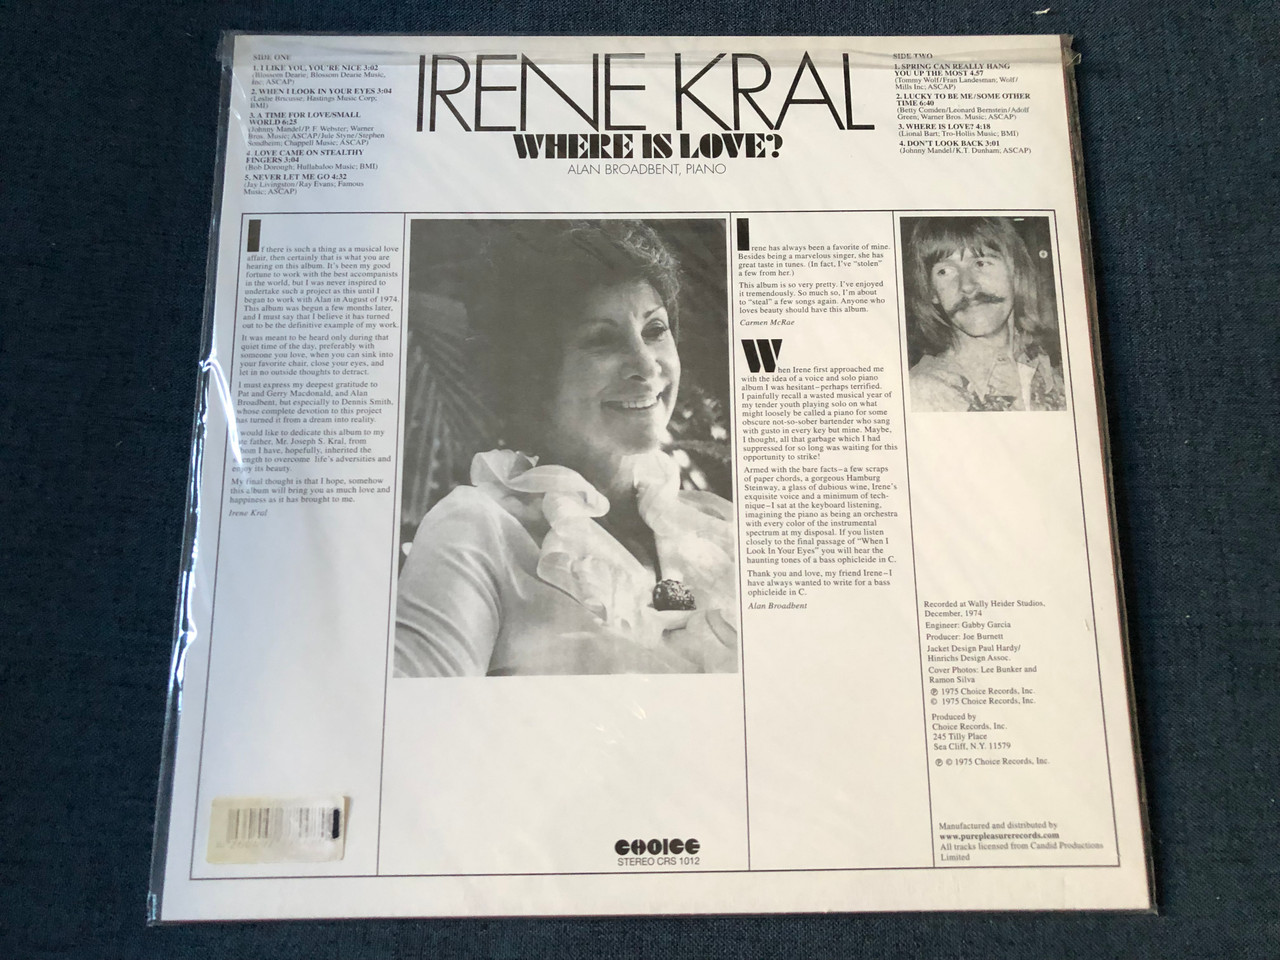 SIDE ONE
1. I LIKE YOU, YOU'RE NICE 3:02
(Blossom Dearie; Blossom Dearie Music,
Inc; ASCAP)
2. WHEN I LOOK IN YOUR EYES 3:04
(Leslie Bricusse; Hastings Music Corp,
BMI)
3. A TIME FOR LOVE/SMALL
WORLD 6:25
(Johnny Mandel/P. F. Webster; Warner
Bros. Music; ASCAP/Jule Styne/Stephen
Sondheim; Chappell Music; ASCAP)
4. LOVE CAME ON STEALTHY
FINGERS 3:04
(Bob Dorough; Hullabaloo Music; BMI)
5. NEVER LET ME GO 4:32
(Jay Livingston/Ray Evans; Famous
Music; ASCAP)
IRENE KRAL
WHERE IS LOVE?
ALAN BROADBENT, PIANO
SIDE TWO
1. SPRING CAN REALLY HANG
YOU UP THE MOST 4.57
(Tommy Wolf/Fran Landesman; Wolf/
Mills Inc; ASCAP)
2. LUCKY TO BE ME/SOME OTHER
TIME 6:40
(Betty Comden/Leonard Bernstein/Adolf
Green; Warner Bros. Music; ASCAP)
3. WHERE IS LOVE? 4:18
(Lional Bart; Tro-Hollis Music; BMI)
4. DON'T LOOK BACK 3:01
(Johnny Mandel/K.T. Dunham; ASCAP)
If there is such a thing as a musical love
affair, then certainly that is what you are
hearing on this album. It's been my good
fortune to work with the best accompanists
in the world, but I was never inspired to
undertake such a project as this until I
began to work with Alan in August of 1974.
This album was begun a few months later,
and I must say that I believe it has turned
out to be the definitive example of my work.
It was meant to be heard only during that
quiet time of the day, preferably with
someone you love, when you can sink into
your favorite chair, close your eyes, and
let in no outside thoughts to detract.
I must express my deepest gratitude to
Pat and Gerry Macdonald, and Alan
Broadbent, but especially to Dennis Smith,
whose complete devotion to this project
has turned it from a dream into reality.
would like to dedicate this album to my
father, Mr. Joseph S. Kral, from
whom I have, hopefully, inherited the
strength to overcome life's adversities and
enjoy its beauty.
My final thought is that I hope, somehow
this album will bring you as much love and
happiness as it has brought to me.
Irene Kral
Irene has always been a favorite of mine.
Besides being a marvelous singer, she has
great taste in tunes. (In fact, I've "stolen"
a few from her.)
This album is so very pretty. I've enjoyed
it tremendously. So much so, I'm about
to "steal" a few songs again. Anyone who
loves beauty should have this album.
Carmen McRae
When Irene first approached me
with the idea of a voice and solo piano
album I was hesitant–perhaps terrified.
I painfully recall a wasted musical year of
my tender youth playing solo on what
might loosely be called a piano for some
obscure not-so-sober bartender who sang
with gusto in every key but mine. Maybe,
I thought, all that garbage which I had
suppressed for so long was waiting for this
opportunity to strike!
Armed with the bare facts–a few scraps
of paper chords, a gorgeous Hamburg
Steinway, a glass of dubious wine, Irene's
exquisite voice and a minimum of tech-
nique–I sat at the keyboard listening,
imagining the piano as being an orchestra
with every color of the instrumental
spectrum at my disposal. If you listen
closely to the final passage of "When I
Look In Your Eyes" you will hear the
haunting tones of a bass ophicleide in C.
Thank you and love, my friend Irene–I
have always wanted to write for a bass
ophicleide in C.
Alan Broadbent
Recorded at Wally Heider Studios,
December, 1974
Engineer: Gabby Garcia
Producer: Joe Burnett
Jacket Design Paul Hardy/
Hinrichs Design Assoc.
Cover Photos: Lee Bunker and
Ramon Silva
℗ 1975 Choice Records, Inc.
© 1975 Choice Records, Inc.
Produced by
Choice Records, Inc.
245 Tilly Place
Sea Cliff, N.Y. 11579
℗ © 1975 Choice Records, Inc.
Manufactured and distributed by
www.purepleasurerecords.com
All tracks licensed from Candid Productions
Limited
CHOICE
STEREO CRS 1012